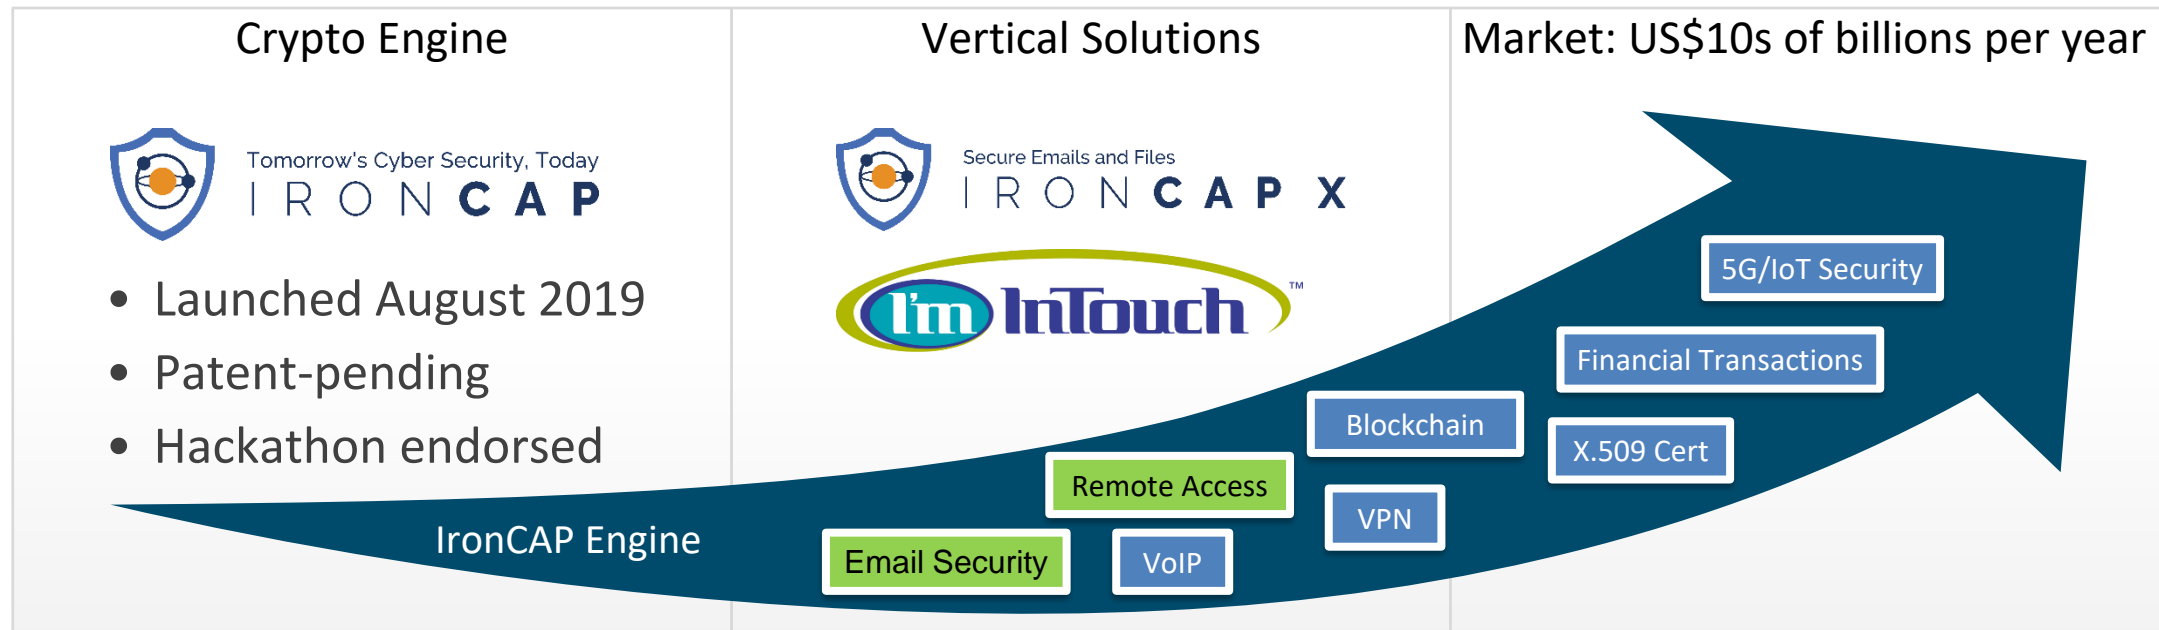 Crypto Engine
Tomorrow's Cyber Security, Today
IRONCAP
• Launched August 2019
• Patent-pending
• Hackathon endorsed
IronCAP Engine
Vertical Solutions
Secure Emails and Files
IRONCAP X
I'm InTouch™
Remote Access
Email Security
VoIP
Market: US$10s of billions per year
5G/IoT Security
Financial Transactions
Blockchain
X.509 Cert
VPN